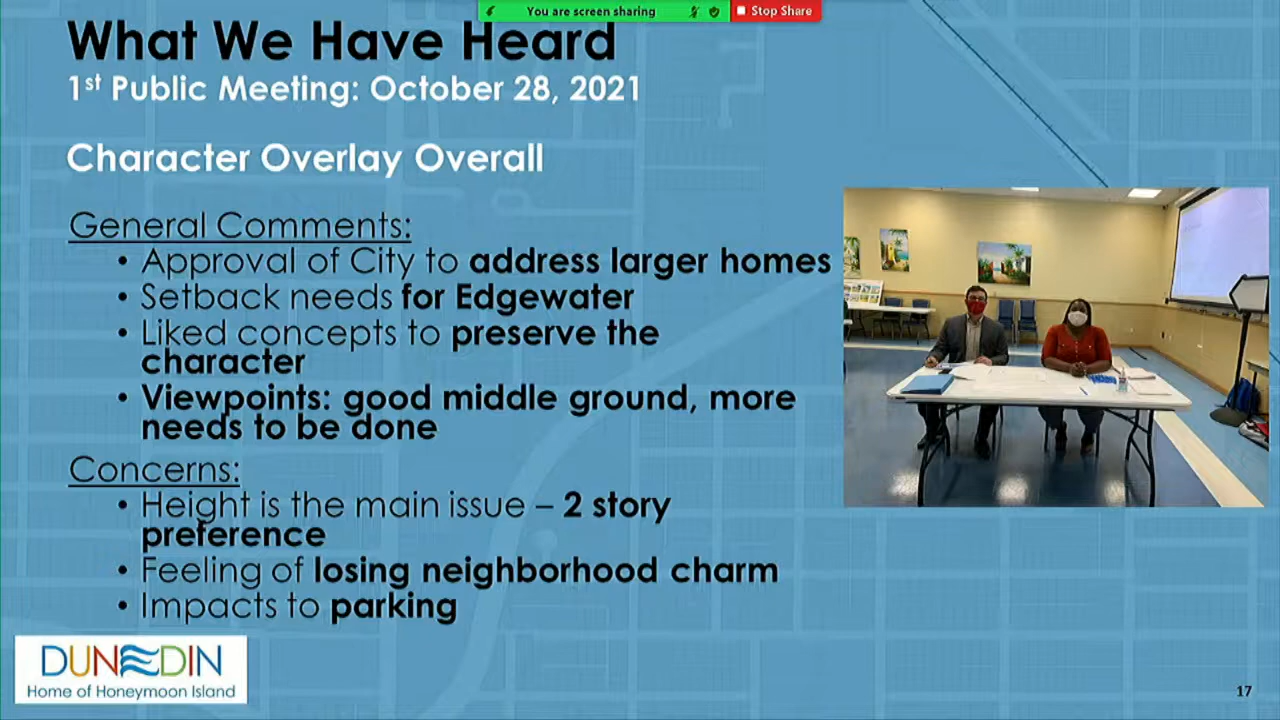 You are screen sharing
Stop Share
What We Have Heard
1st Public Meeting: October 28, 2021
Character Overlay Overall
General Comments:
• Approval of City to address larger homes
• Setback needs for Edgewater
• Liked concepts to preserve the
character
• Viewpoints: good middle ground, more
needs to be done
Concerns:
• Height is the main issue – 2 story
preference
• Feeling of losing neighborhood charm
• Impacts to parking
DUNEDIN
Home of Honeymoon Island
17